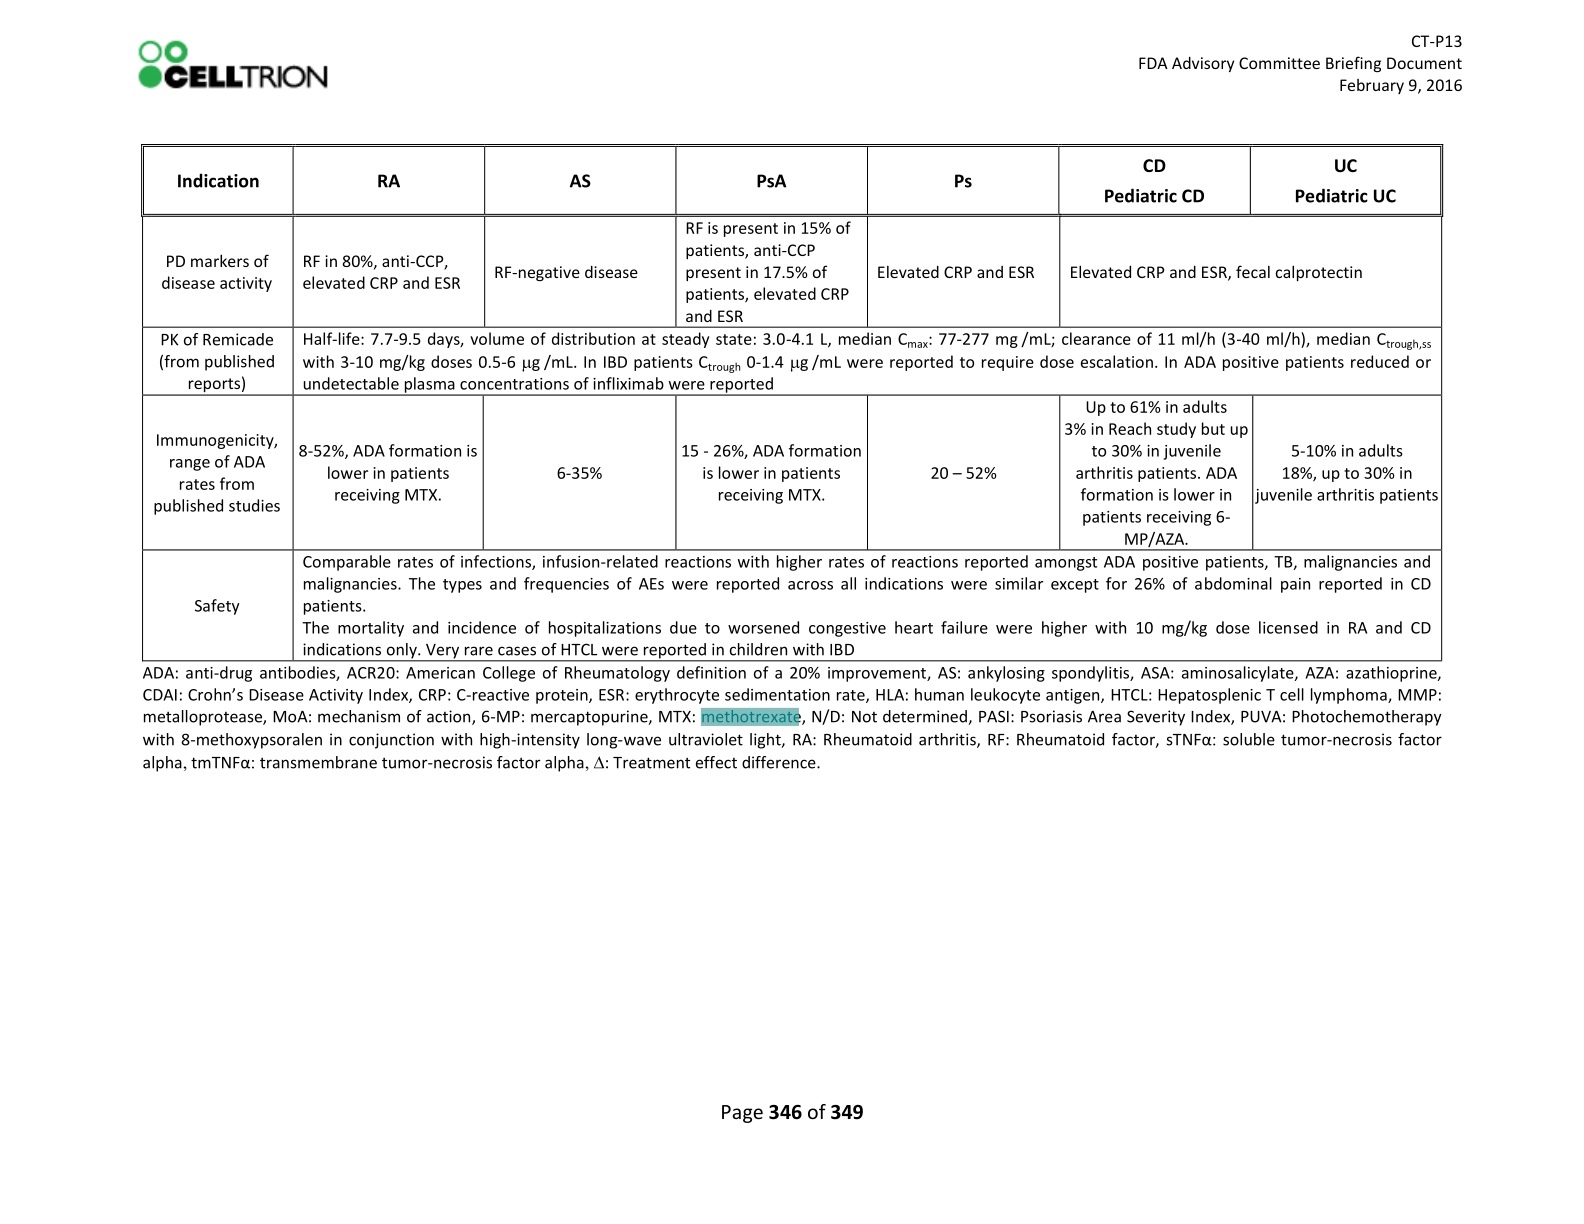 CELLTRION
CT-P13
FDA Advisory Committee Briefing Document
February 9, 2016
Indication
RA
AS
PsA
Ps
CD
Pediatric CD
UC
Pediatric UC
PD markers of
disease activity
RF in 80%, anti-CCP,
elevated CRP and ESR
RF-negative disease
RF is present in 15% of
patients, anti-CCP
present in 17.5% of
patients, elevated CRP
and ESR
Elevated CRP and ESR
Elevated CRP and ESR, fecal calprotectin
PK of Remicade
(from published
reports)
Half-life: 7.7-9.5 days, volume of distribution at steady state: 3.0-4.1 L, median Cmax: 77-277 mg /mL; clearance of 11 ml/h (3-40 ml/h), median Ctrough,ss
with 3-10 mg/kg doses 0.5-6 µg /mL. In IBD patients Ctrough 0-1.4 µg /mL were reported to require dose escalation. In ADA positive patients reduced or
undetectable plasma concentrations of infliximab were reported
Immunogenicity,
range of ADA
rates from
published studies
8-52%, ADA formation is
lower in patients
receiving MTX.
6-35%
15 - 26%, ADA formation
is lower in patients
receiving MTX.
20 – 52%
Up to 61% in adults
3% in Reach study but up
to 30% in juvenile
arthritis patients. ADA
formation is lower in
patients receiving 6-
MP/AZA.
5-10% in adults
18%, up to 30% in
juvenile arthritis patients
Safety
Comparable rates of infections, infusion-related reactions with higher rates of reactions reported amongst ADA positive patients, TB, malignancies and
malignancies. The types and frequencies of AEs were reported across all indications were similar except for 26% of abdominal pain reported in CD
patients.
The mortality and incidence of hospitalizations due to worsened congestive heart failure were higher with 10 mg/kg dose licensed in RA and CD
indications only. Very rare cases of HTCL were reported in children with IBD
ADA: anti-drug antibodies, ACR20: American College of Rheumatology definition of a 20% improvement, AS: ankylosing spondylitis, ASA: aminosalicylate, AZA: azathioprine,
CDAI: Crohn’s Disease Activity Index, CRP: C-reactive protein, ESR: erythrocyte sedimentation rate, HLA: human leukocyte antigen, HTCL: Hepatosplenic T cell lymphoma, MMP:
metalloprotease, MoA: mechanism of action, 6-MP: mercaptopurine, MTX: methotrexate, N/D: Not determined, PASI: Psoriasis Area Severity Index, PUVA: Photochemotherapy
with 8-methoxypsoralen in conjunction with high-intensity long-wave ultraviolet light, RA: Rheumatoid arthritis, RF: Rheumatoid factor, sTNFα: soluble tumor-necrosis factor
alpha, tmTNFα: transmembrane tumor-necrosis factor alpha, Δ: Treatment effect difference.
Page 346 of 349